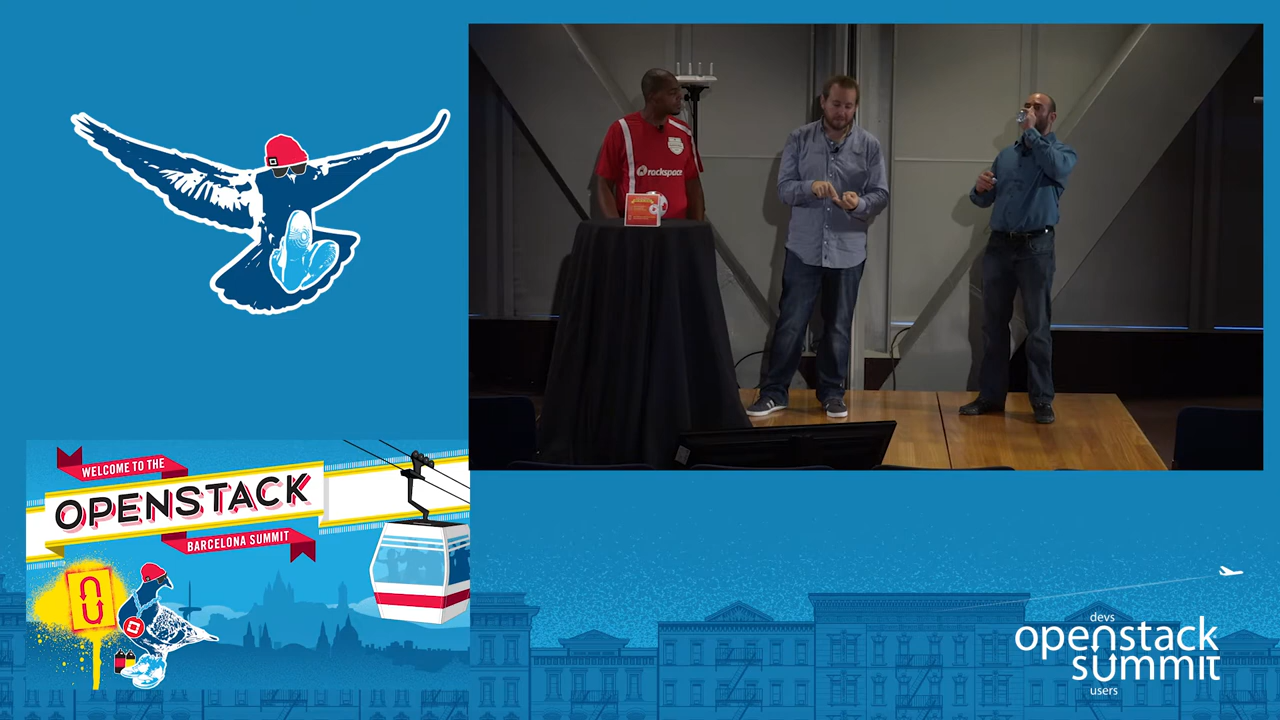 rackspace
WELCOME TO THE
OPENSTACK
BARCELONA SUMMIT
devs
openstack
summit
users